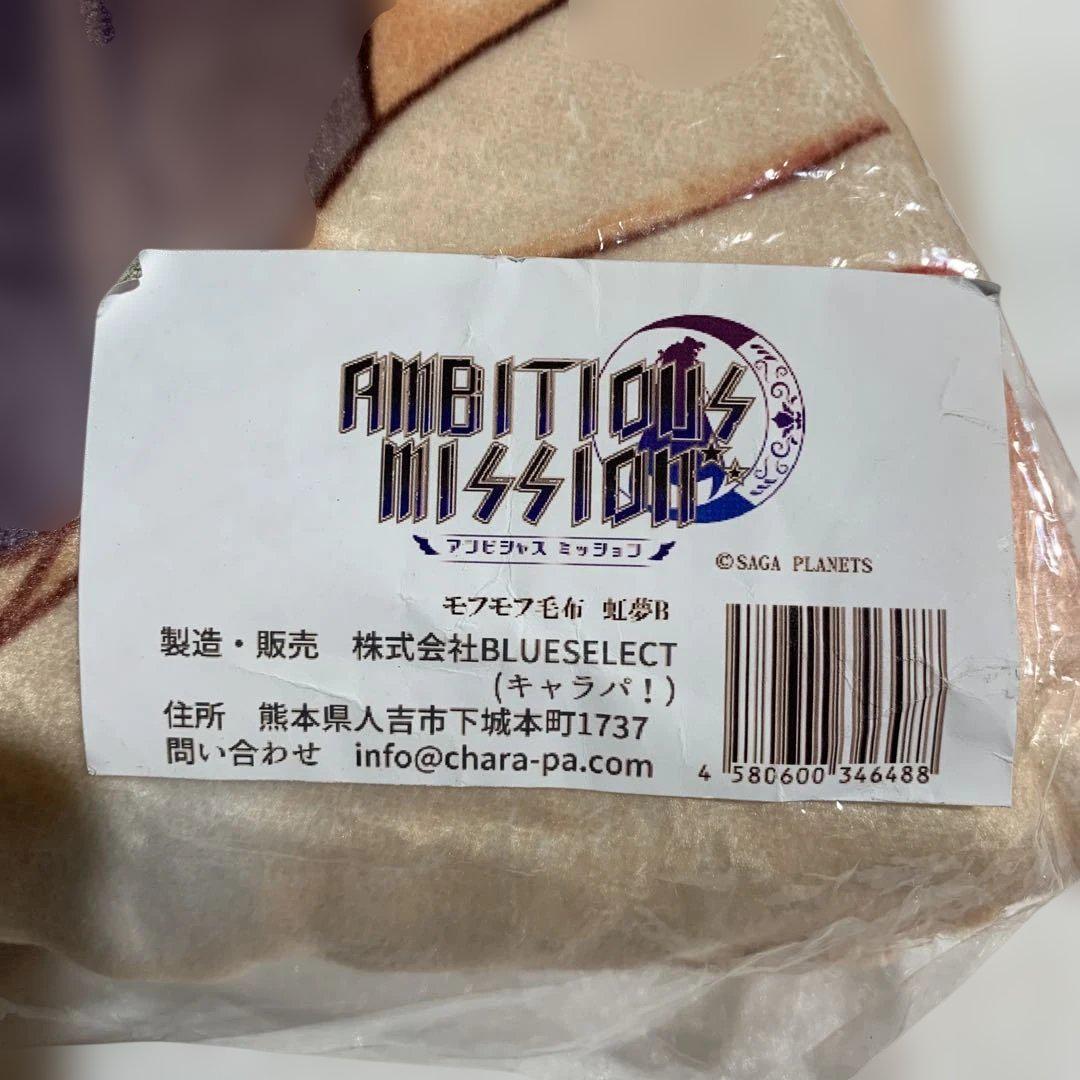 AMBITIOUS
MISSION
アンビシャス ミッション
©SAGA PLANETS
モフモフ毛布 虹夢B
製造・販売 株式会社BLUESELECT
(キャラパ！)
住所 熊本県人吉市下城本町1737
問い合わせ info@chara-pa.com
4 580600 346488